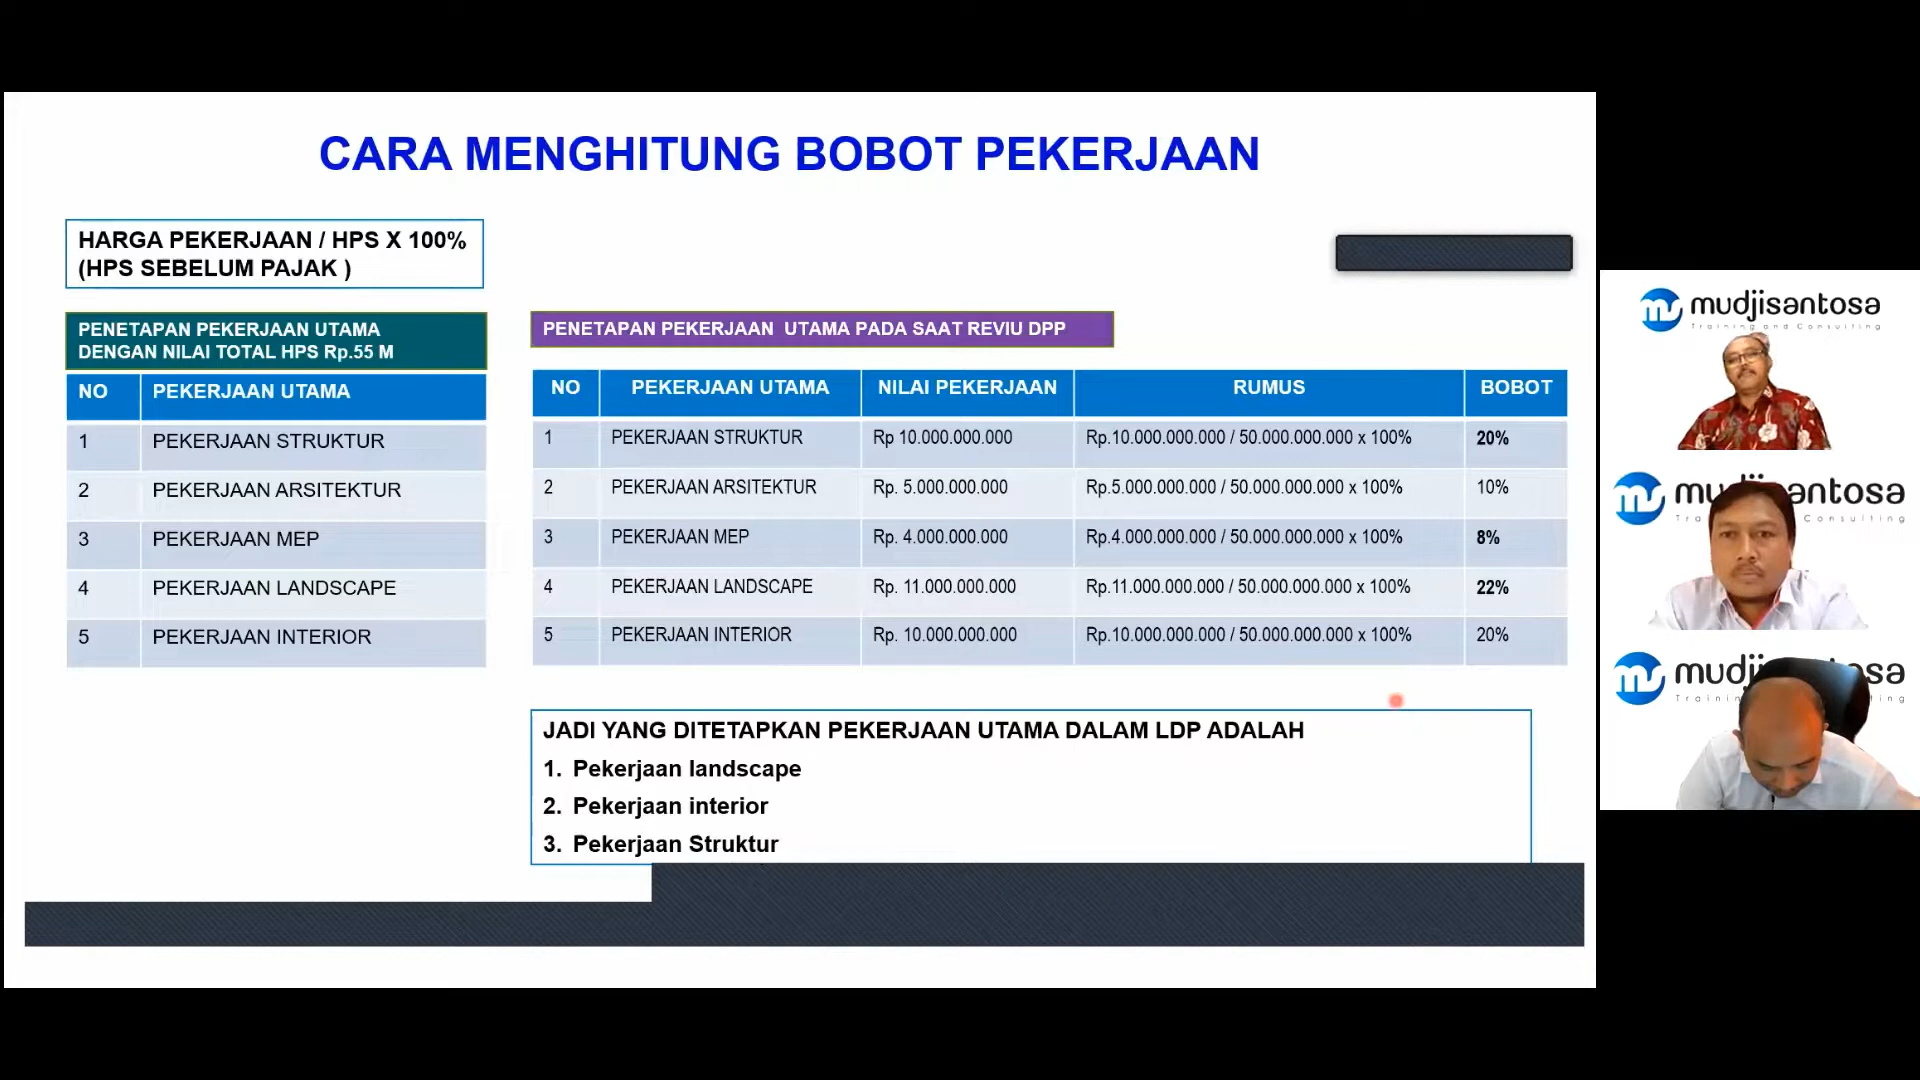 CARA MENGHITUNG BOBOT PEKERJAAN
HARGA PEKERJAAN / HPS X 100%
(HPS SEBELUM PAJAK )
PENETAPAN PEKERJAAN UTAMA
DENGAN NILAI TOTAL HPS Rp.55 M
NO PEKERJAAN UTAMA
1 PEKERJAAN STRUKTUR
2 PEKERJAAN ARSITEKTUR
3 PEKERJAAN MEP
4 PEKERJAAN LANDSCAPE
5 PEKERJAAN INTERIOR
PENETAPAN PEKERJAAN UTAMA PADA SAAT REVIU DPP
NO PEKERJAAN UTAMA NILAI PEKERJAAN RUMUS BOBOT
1 PEKERJAAN STRUKTUR Rp 10.000.000.000 Rp.10.000.000.000 / 50.000.000.000 x 100% 20%
2 PEKERJAAN ARSITEKTUR Rp. 5.000.000.000 Rp.5.000.000.000 / 50.000.000.000 x 100% 10%
3 PEKERJAAN MEP Rp. 4.000.000.000 Rp.4.000.000.000 / 50.000.000.000 x 100% 8%
4 PEKERJAAN LANDSCAPE Rp. 11.000.000.000 Rp.11.000.000.000 / 50.000.000.000 x 100% 22%
5 PEKERJAAN INTERIOR Rp. 10.000.000.000 Rp.10.000.000.000 / 50.000.000.000 x 100% 20%
JADI YANG DITETAPKAN PEKERJAAN UTAMA DALAM LDP ADALAH
1. Pekerjaan landscape
2. Pekerjaan interior
3. Pekerjaan Struktur
mudjisantosa
Training and Consulting